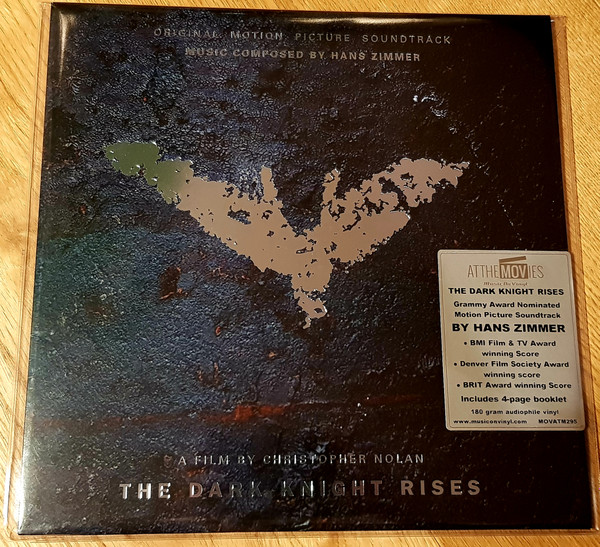 ORIGINAL MOTION PICTURE SOUNDTRACK
MUSIC COMPOSED BY HANS ZIMMER
ATTHEMOVIES
Music On Vinyl
THE DARK KNIGHT RISES
Grammy Award Nominated
Motion Picture Soundtrack
BY HANS ZIMMER
• BMI Film & TV Award
winning Score
• Denver Film Society Award
winning score
• BRIT Award winning Score
Includes 4-page booklet
180 gram audiophile vinyl
www.musiconvinyl.com MOVATM295
A FILM BY CHRISTOPHER NOLAN
THE DARK KNIGHT RISES